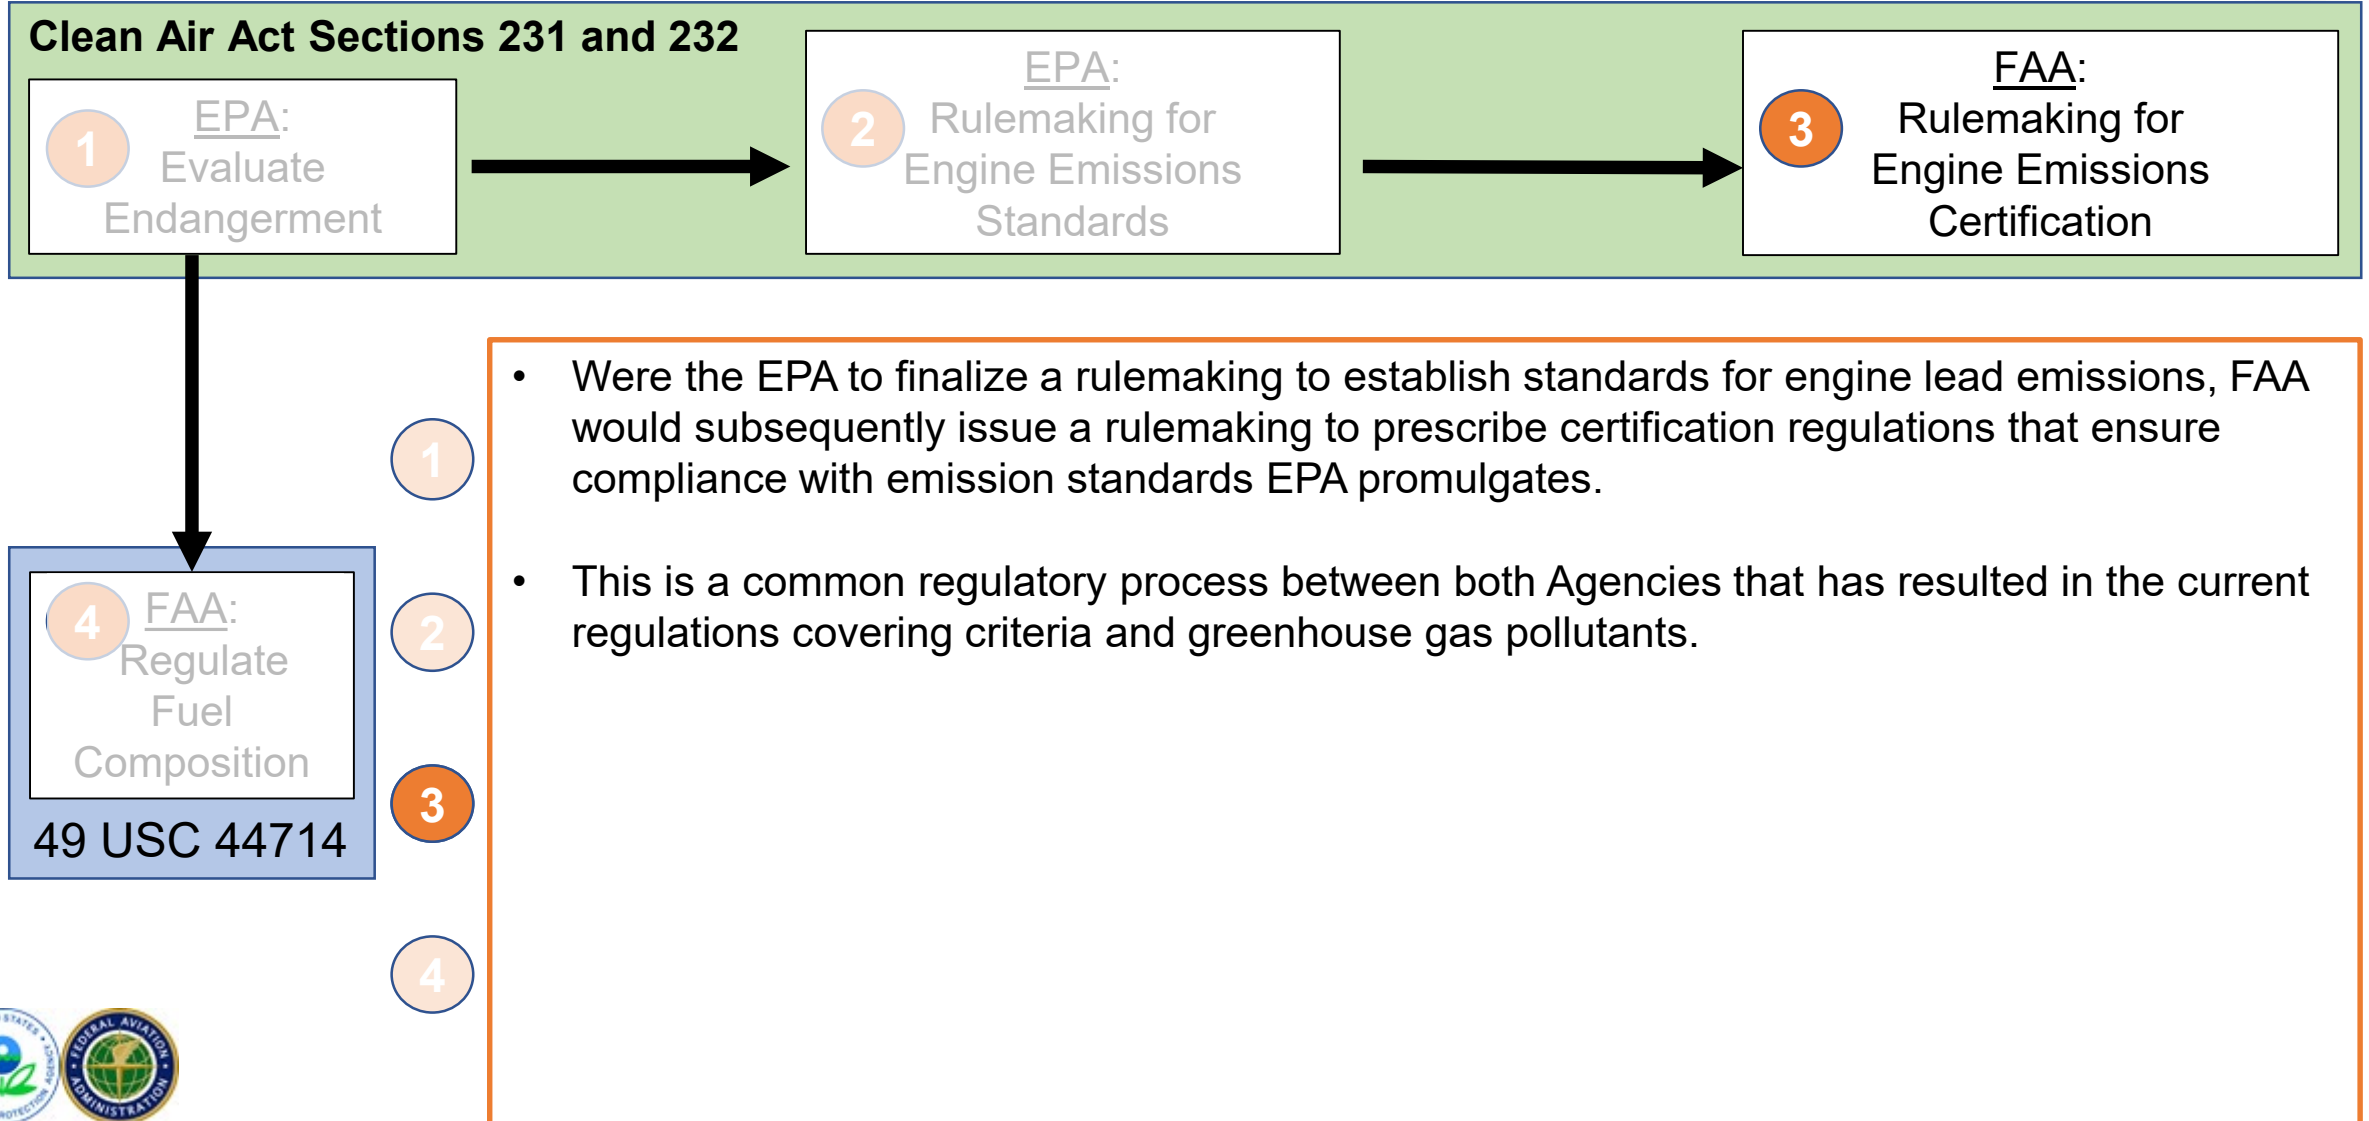 Clean Air Act Sections 231 and 232
1
EPA:
Evaluate
Endangerment
2
EPA:
Rulemaking for
Engine Emissions
Standards
3
FAA:
Rulemaking for
Engine Emissions
Certification
4
FAA:
Regulate
Fuel
Composition
49 USC 44714
1
2
3
4
• Were the EPA to finalize a rulemaking to establish standards for engine lead emissions, FAA
would subsequently issue a rulemaking to prescribe certification regulations that ensure
compliance with emission standards EPA promulgates.
• This is a common regulatory process between both Agencies that has resulted in the current
regulations covering criteria and greenhouse gas pollutants.
FEDERAL AVIATION
ADMINISTRATION